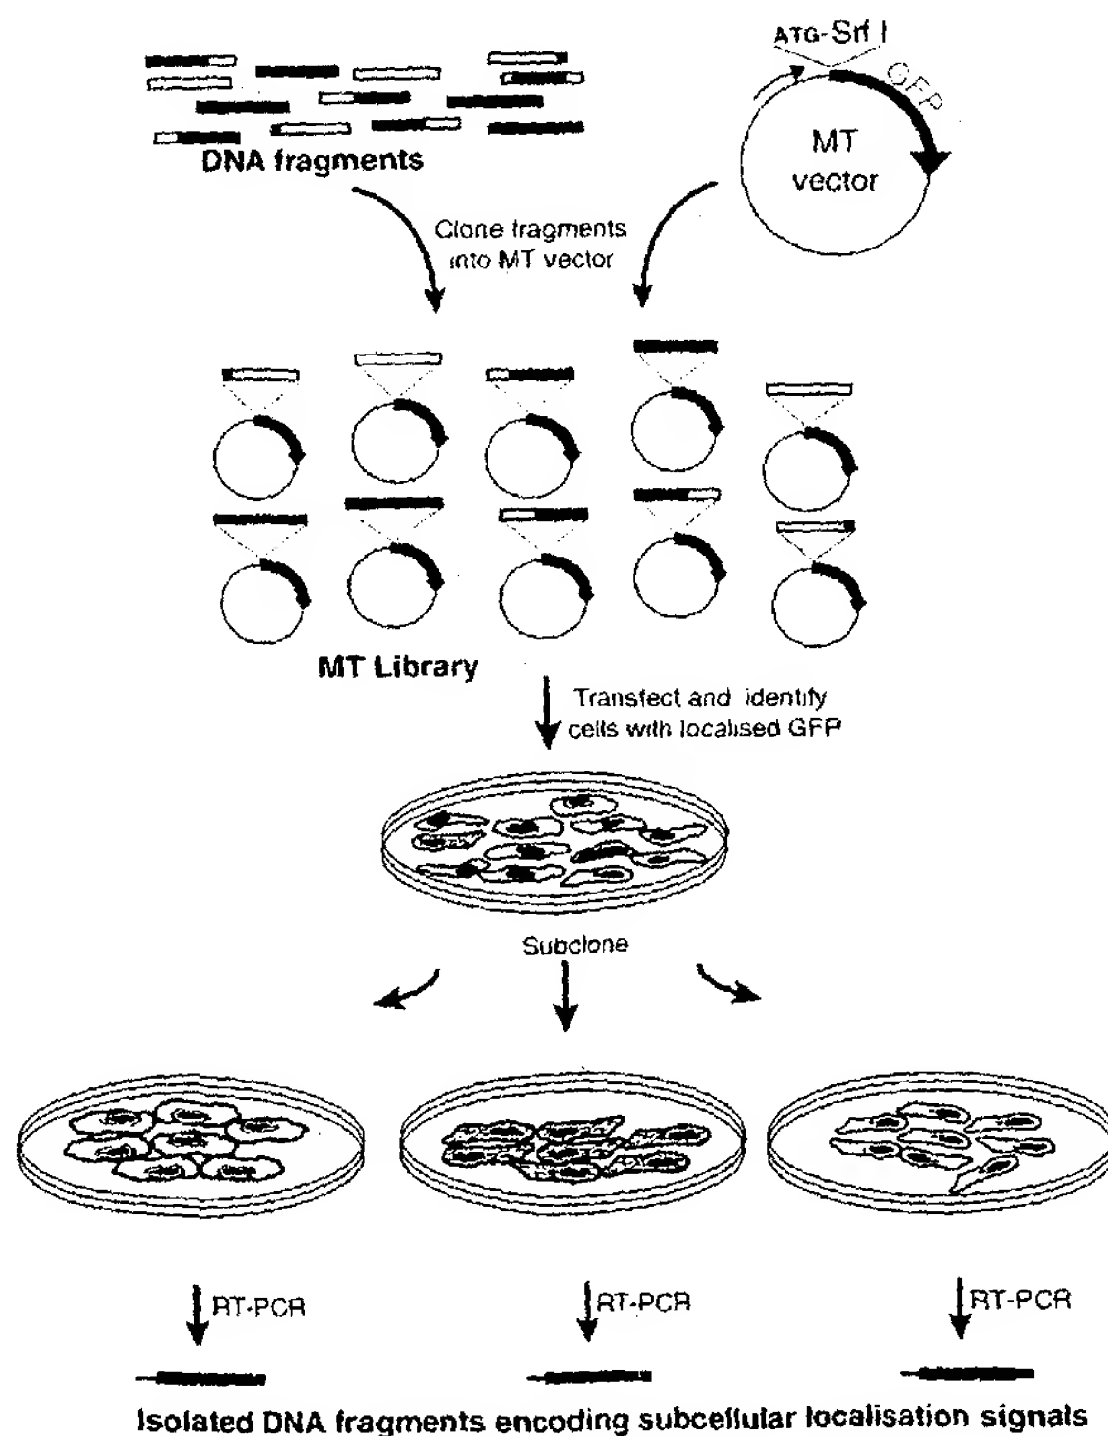 ATG-Srf I
GFP
MT
vector
DNA fragments
Clone fragments
into MT vector
MT Library
Transfect and identify
cells with localised GFP
Subclone
RT-PCR
RT-PCR
RT-PCR
Isolated DNA fragments encoding subcellular localisation signals